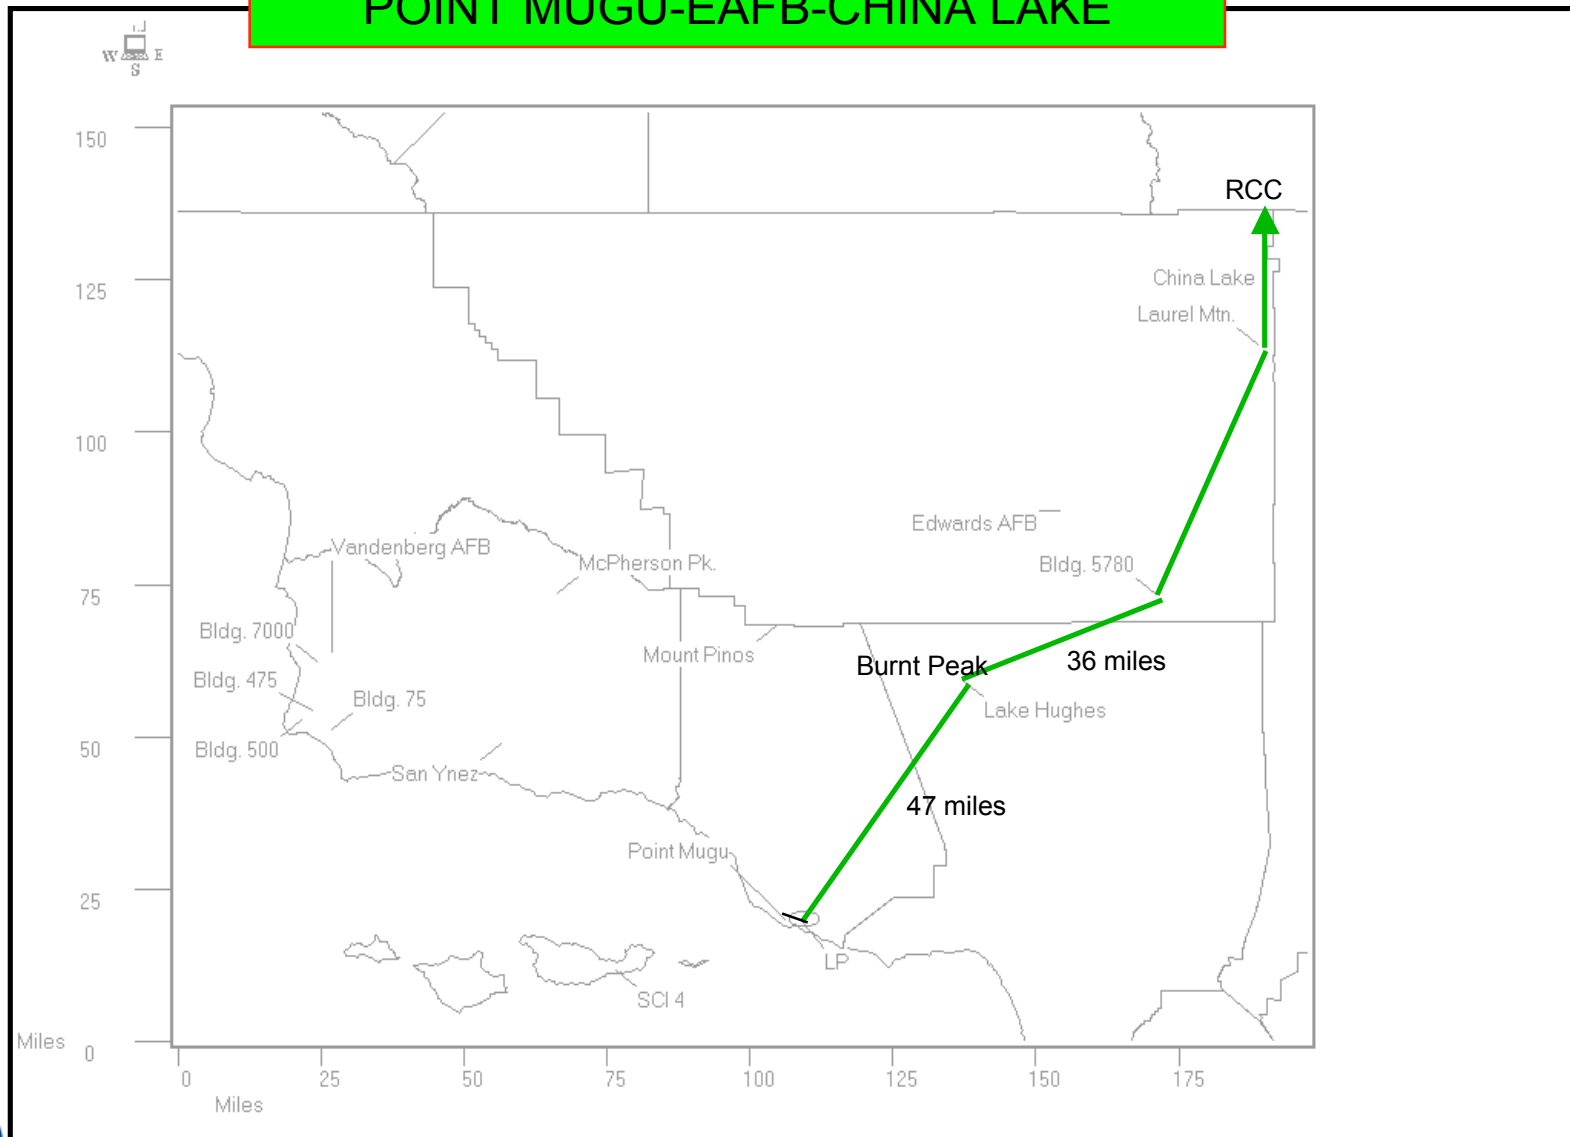 POINT MUGU-EAFB-CHINA LAKE
W E
S
150
RCC
China Lake
125
Laurel Mtn.
100
Edwards AFB
Vandenberg AFB
McPherson Pk.
Bldg. 5780
75
Bldg. 7000
Mount Pinos
Burnt Peak
36 miles
Bldg. 475
Bldg. 75
Lake Hughes
50
Bldg. 500
San Ynez
47 miles
Point Mugu
25
LP
SCI 4
Miles 0
0 25 50 75 100 125 150 175
Miles